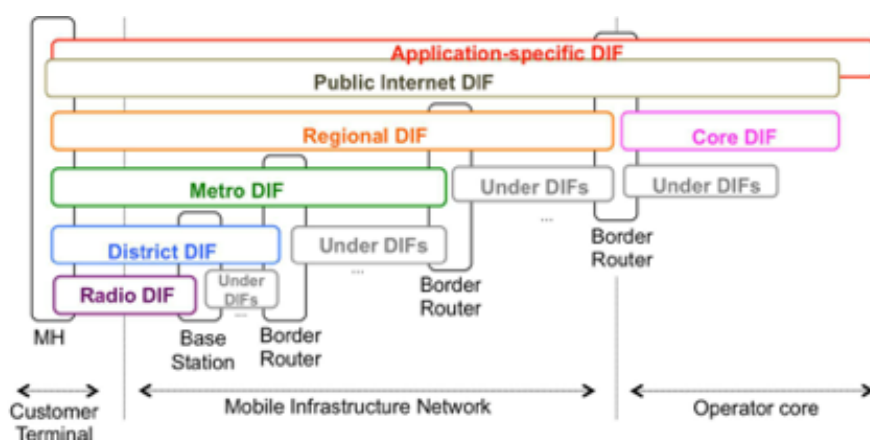 Application-specific DIF
Public Internet DIF
Regional DIF
Core DIF
Metro DIF
Under DIFs
Under DIFs
...
District DIF
Under DIFs
...
Border
Router
Radio DIF
Under
DIFs
...
Border
Router
MH
Base
Station
Border
Router
Customer
Terminal
Mobile Infrastructure Network
Operator core